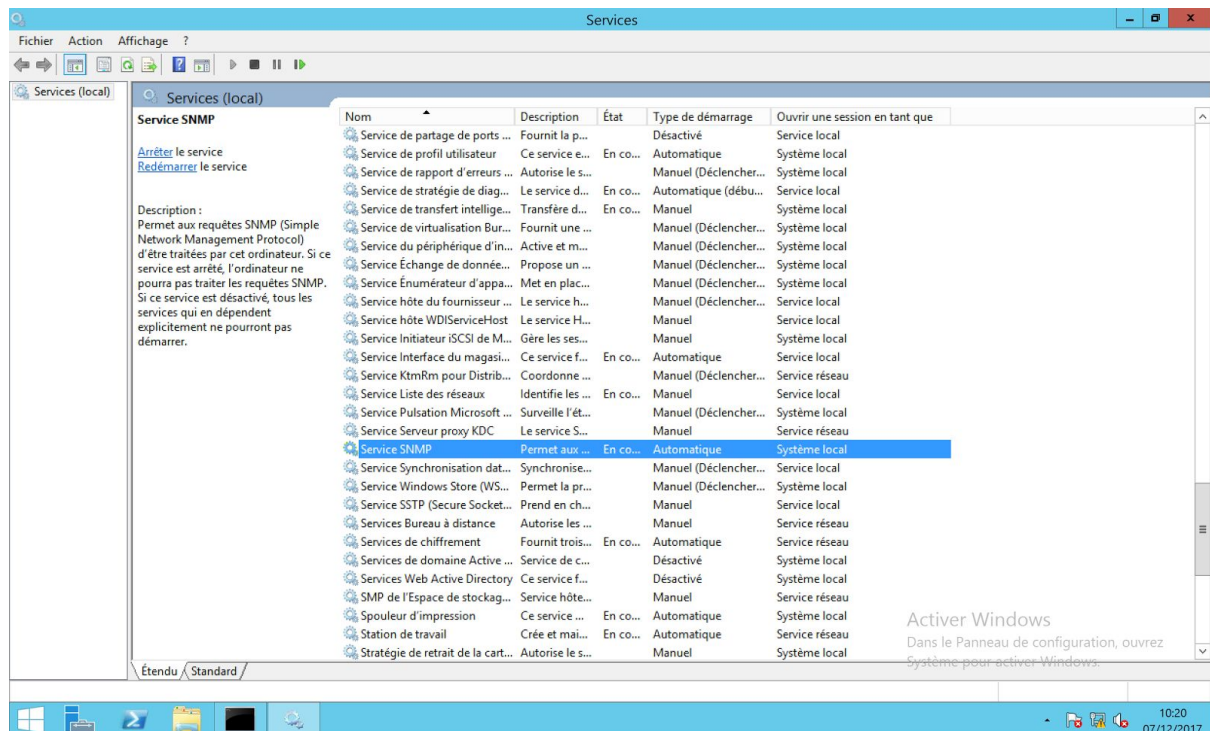 Services
Fichier Action Affichage ?
Services (local)
Services (local)
Service SNMP
Arrêter le service
Redémarrer le service
Description :
Permet aux requêtes SNMP (Simple
Network Management Protocol)
d'être traitées par cet ordinateur. Si ce
service est arrêté, l'ordinateur ne
pourra pas traiter les requêtes SNMP.
Si ce service est désactivé, tous les
services qui en dépendent
explicitement ne pourront pas
démarrer.
Nom Description État Type de démarrage Ouvrir une session en tant que
Service de partage de ports ... Fournit la p... Désactivé Service local
Service de profil utilisateur Ce service e... En co... Automatique Système local
Service de rapport d'erreurs ... Autorise le s... Manuel (Déclencher... Système local
Service de stratégie de diag... Le service d... En co... Automatique (débu... Service local
Service de transfert intellige... Transfère d... En co... Manuel Système local
Service de virtualisation Bur... Fournit une ... Manuel (Déclencher... Système local
Service du périphérique d'in... Active et m... Manuel (Déclencher... Système local
Service Échange de donnée... Propose un ... Manuel (Déclencher... Système local
Service Énumérateur d'appa... Met en plac... Manuel (Déclencher... Système local
Service hôte du fournisseur ... Le service h... Manuel (Déclencher... Service local
Service hôte WDIServiceHost Le service H... Manuel Service local
Service Initiateur iSCSI de M... Gère les ses... Manuel Système local
Service Interface du magasi... Ce service f... En co... Automatique Service local
Service KtmRm pour Distrib... Coordonne ... Manuel (Déclencher... Service réseau
Service Liste des réseaux Identifie les ... En co... Manuel Service local
Service Pulsation Microsoft ... Surveille l'ét... Manuel (Déclencher... Système local
Service Serveur proxy KDC Le service S... Manuel Service réseau
Service SNMP Permet aux ... En co... Automatique Système local
Service Synchronisation dat... Synchronise... Manuel (Déclencher... Service local
Service Windows Store (WS... Permet la pr... Manuel (Déclencher... Système local
Service SSTP (Secure Socket... Prend en ch... Manuel Service local
Services Bureau à distance Autorise les ... Manuel Service réseau
Services de chiffrement Fournit trois... En co... Automatique Service réseau
Services de domaine Active ... Service de c... Désactivé Système local
Services Web Active Directory Ce service f... Désactivé Système local
SMP de l'Espace de stockag... Service hôte... Manuel Service réseau
Spouleur d'impression Ce service ... En co... Automatique Système local
Station de travail Crée et mai... En co... Automatique Service réseau
Stratégie de retrait de la cart... Autorise le s... Manuel Système local
Activer Windows
Dans le Panneau de configuration, ouvrez
Système pour activer Windows.
Étendu Standard
10:20
07/12/2017